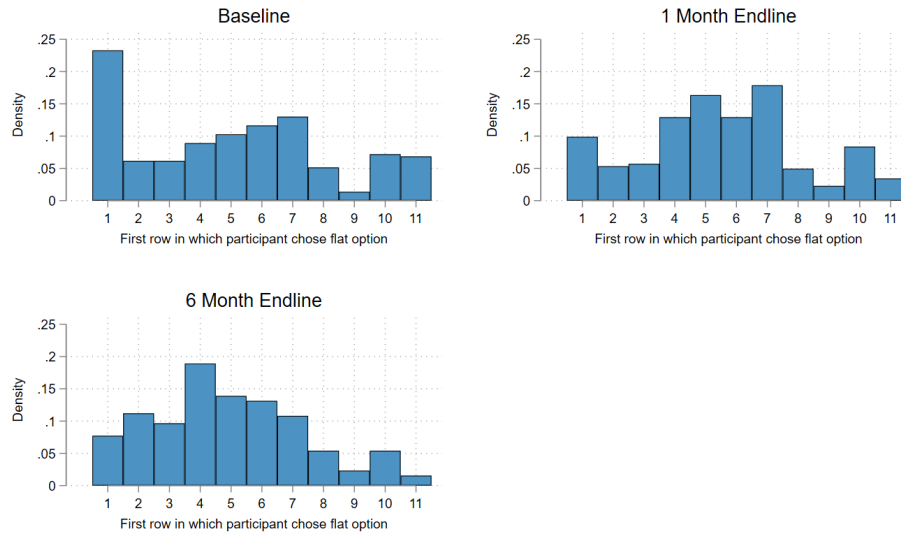 Baseline
.25
.2
.15
.1
.05
0
Density
1 2 3 4 5 6 7 8 9 10 11
First row in which participant chose flat option
1 Month Endline
.25
.2
.15
.1
.05
0
Density
1 2 3 4 5 6 7 8 9 10 11
First row in which participant chose flat option
6 Month Endline
.25
.2
.15
.1
.05
0
Density
1 2 3 4 5 6 7 8 9 10 11
First row in which participant chose flat option